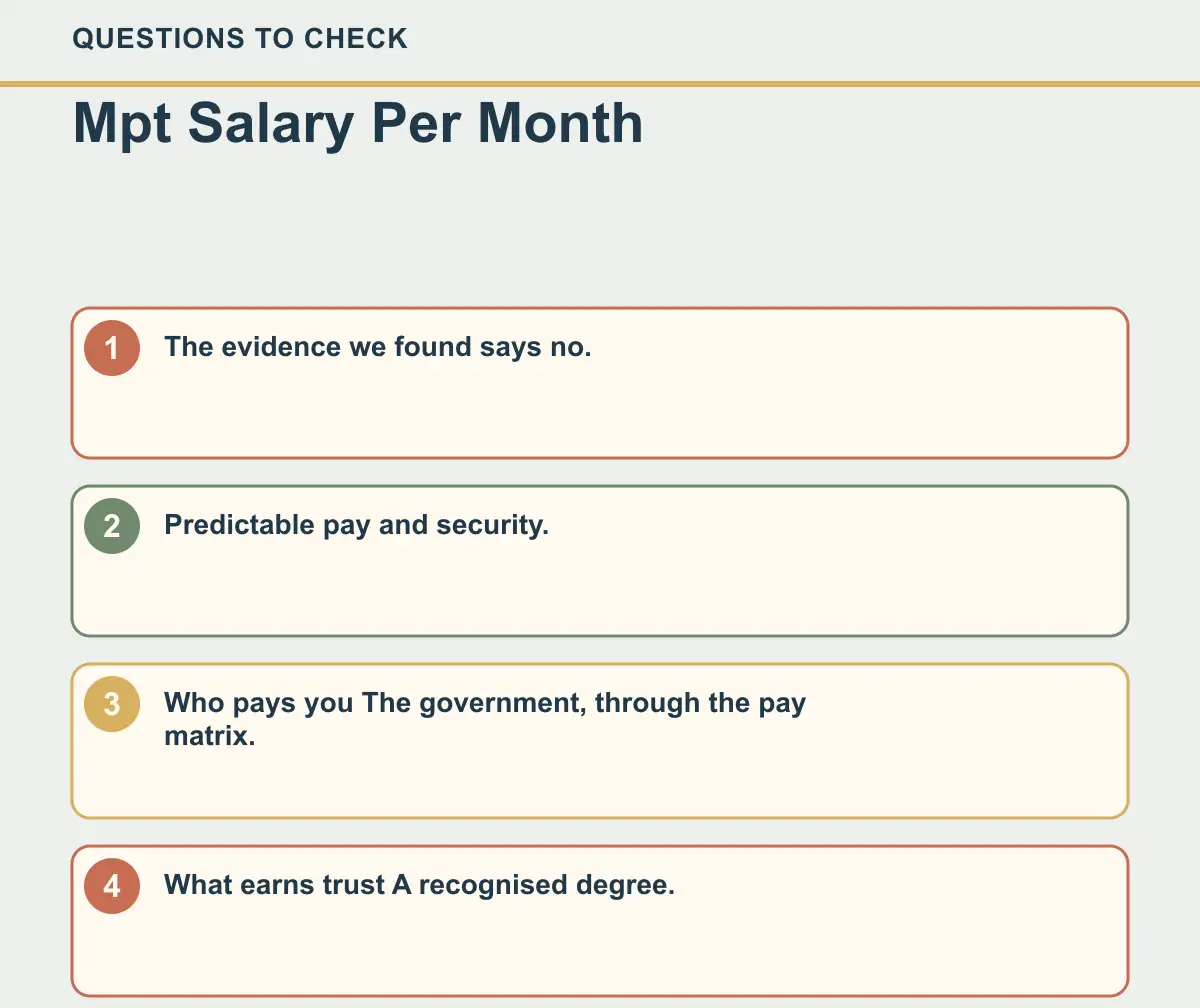 QUESTIONS TO CHECK
Mpt Salary Per Month
1
The evidence we found says no.
2
Predictable pay and security.
3
Who pays you The government, through the pay
matrix.
4
What earns trust A recognised degree.